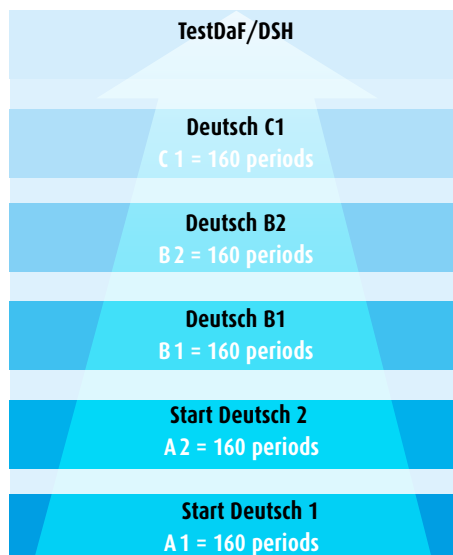 TestDaF/DSH
Deutsch C1
C 1 = 160 periods
Deutsch B2
B 2 = 160 periods
Deutsch B1
B 1 = 160 periods
Start Deutsch 2
A 2 = 160 periods
Start Deutsch 1
A 1 = 160 periods